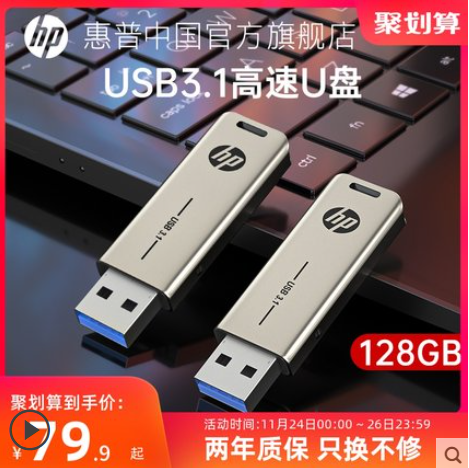 聚划算
hp 惠普中国官方旗舰店
USB3.1高速U盘
alt
fn
ctrl
hp
USB 3.1
hp
USB 3.1
128GB
聚划算到手价:
¥79.9 起
活动时间:11月24日00:00 ~ 26日23:59
两年质保 只换不修